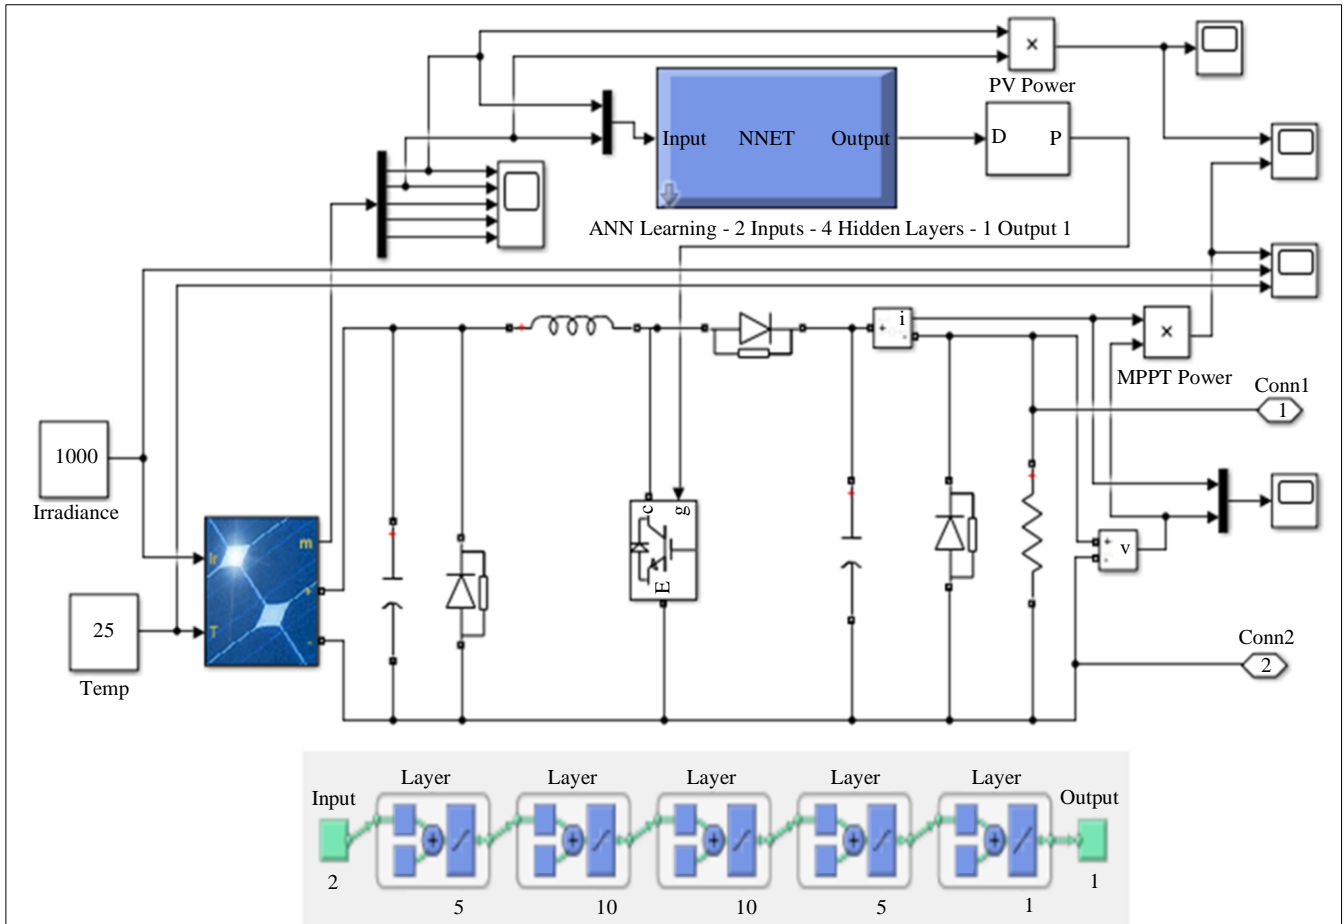 PV Power
Input NNET Output
D P
ANN Learning - 2 Inputs - 4 Hidden Layers - 1 Output 1
i
MPPT Power
Conn1
1
1000
Irradiance
c g
E
v
m
Ir
+
T
-
25
Temp
Conn2
2
Layer Layer Layer Layer Layer
Input Output
2 1
5 10 10 5 1